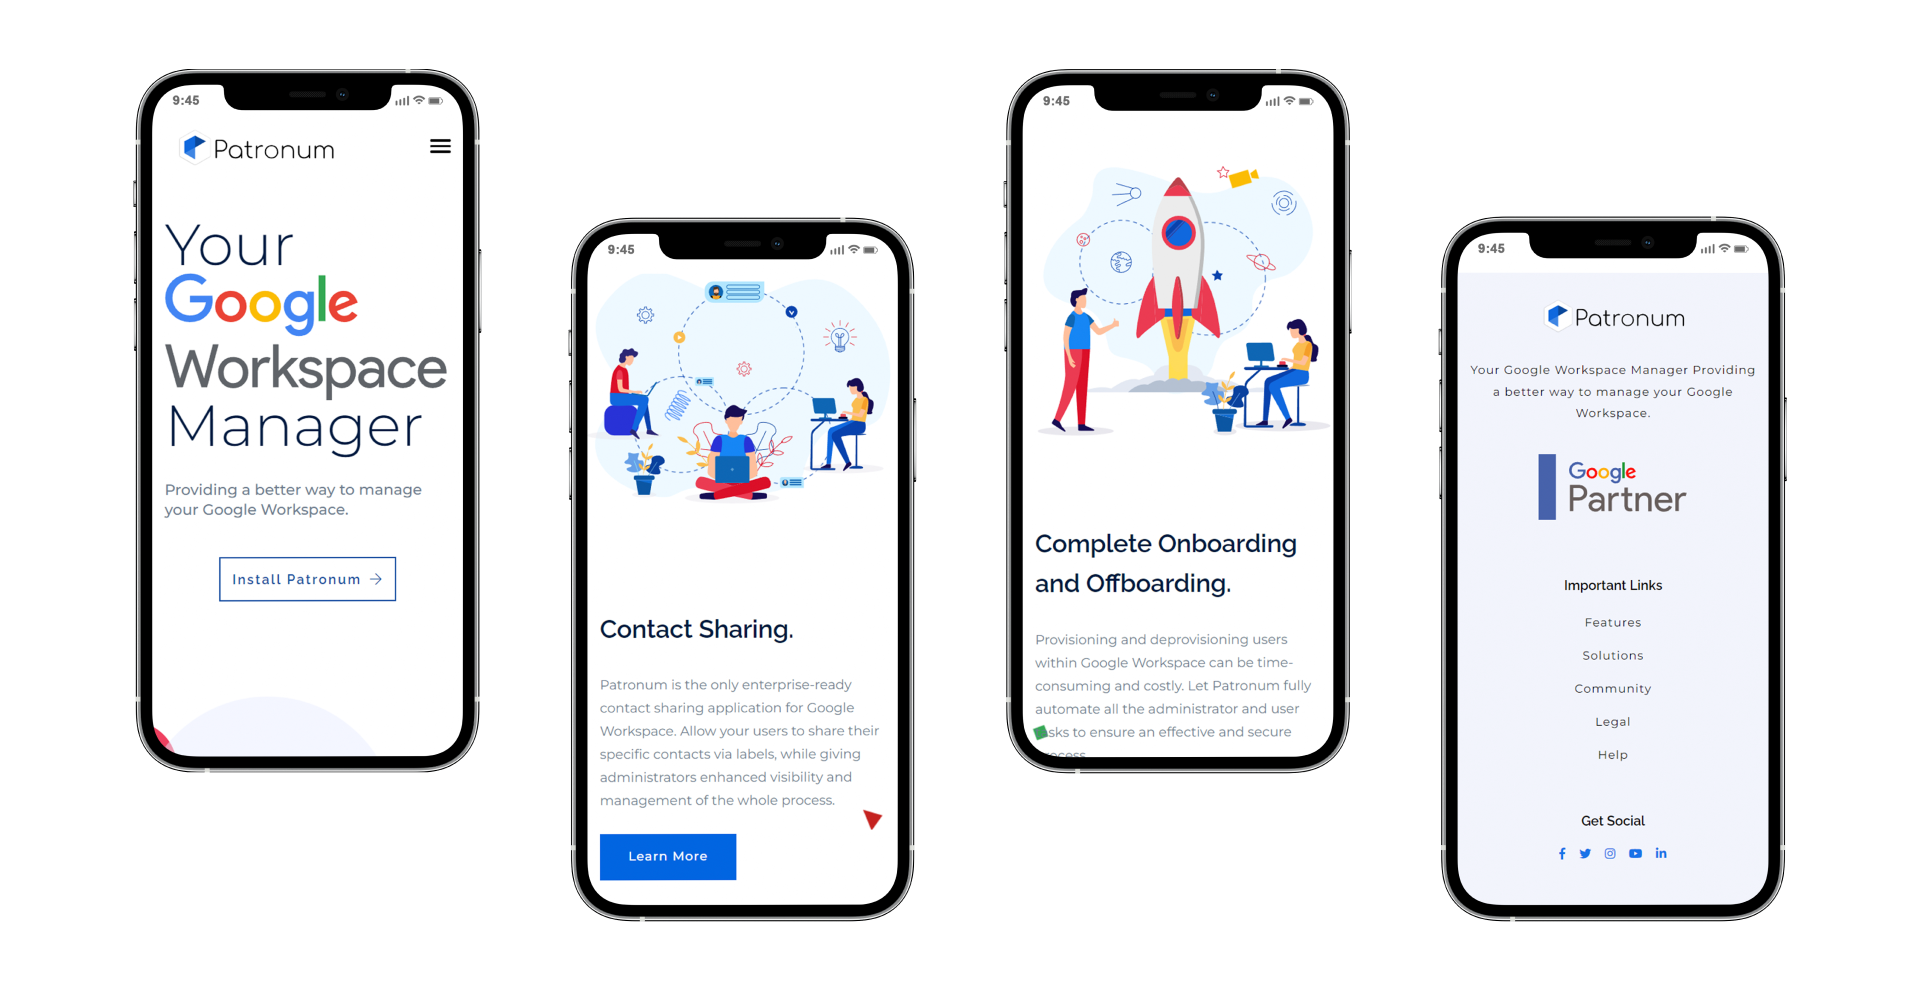 9:45
Patronum
Your
Google
Workspace
Manager
Providing a better way to manage
your Google Workspace.
Install Patronum →
9:45
Contact Sharing.
Patronum is the only enterprise-ready
contact sharing application for Google
Workspace. Allow your users to share their
specific contacts via labels, while giving
administrators enhanced visibility and
management of the whole process.
Learn More
9:45
Complete Onboarding
and Offboarding.
Provisioning and deprovisioning users
within Google Workspace can be time-
consuming and costly. Let Patronum fully
automate all the administrator and user
asks to ensure an effective and secure
9:45
Patronum
Your Google Workspace Manager Providing
a better way to manage your Google
Workspace.
Google
Partner
Important Links
Features
Solutions
Community
Legal
Help
Get Social